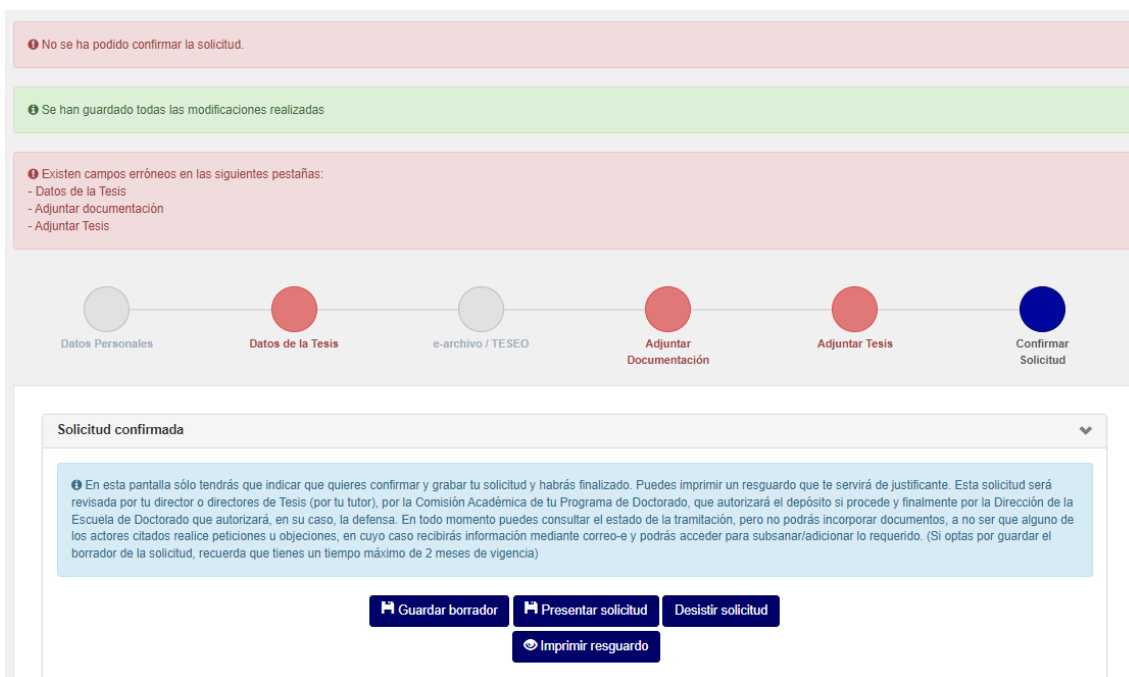 No se ha podido confirmar la solicitud.
Se han guardado todas las modificaciones realizadas
Existen campos erróneos en las siguientes pestañas:
- Datos de la Tesis
- Adjuntar documentación
- Adjuntar Tesis
Datos Personales
Datos de la Tesis
e-archivo / TESEO
Adjuntar
Documentación
Adjuntar Tesis
Confirmar
Solicitud
Solicitud confirmada
En esta pantalla sólo tendrás que indicar que quieres confirmar y grabar tu solicitud y habrás finalizado. Puedes imprimir un resguardo que te servirá de justificante. Esta solicitud será
revisada por tu director o directores de Tesis (por tu tutor), por la Comisión Académica de tu Programa de Doctorado, que autorizará el depósito si procede y finalmente por la Dirección de la
Escuela de Doctorado que autorizará, en su caso, la defensa. En todo momento puedes consultar el estado de la tramitación, pero no podrás incorporar documentos, a no ser que alguno de
los actores citados realice peticiones u objeciones, en cuyo caso recibirás información mediante correo-e y podrás acceder para subsanar/adicionar lo requerido. (Si optas por guardar el
borrador de la solicitud, recuerda que tienes un tiempo máximo de 2 meses de vigencia)
Guardar borrador
Presentar solicitud
Desistir solicitud
Imprimir resguardo